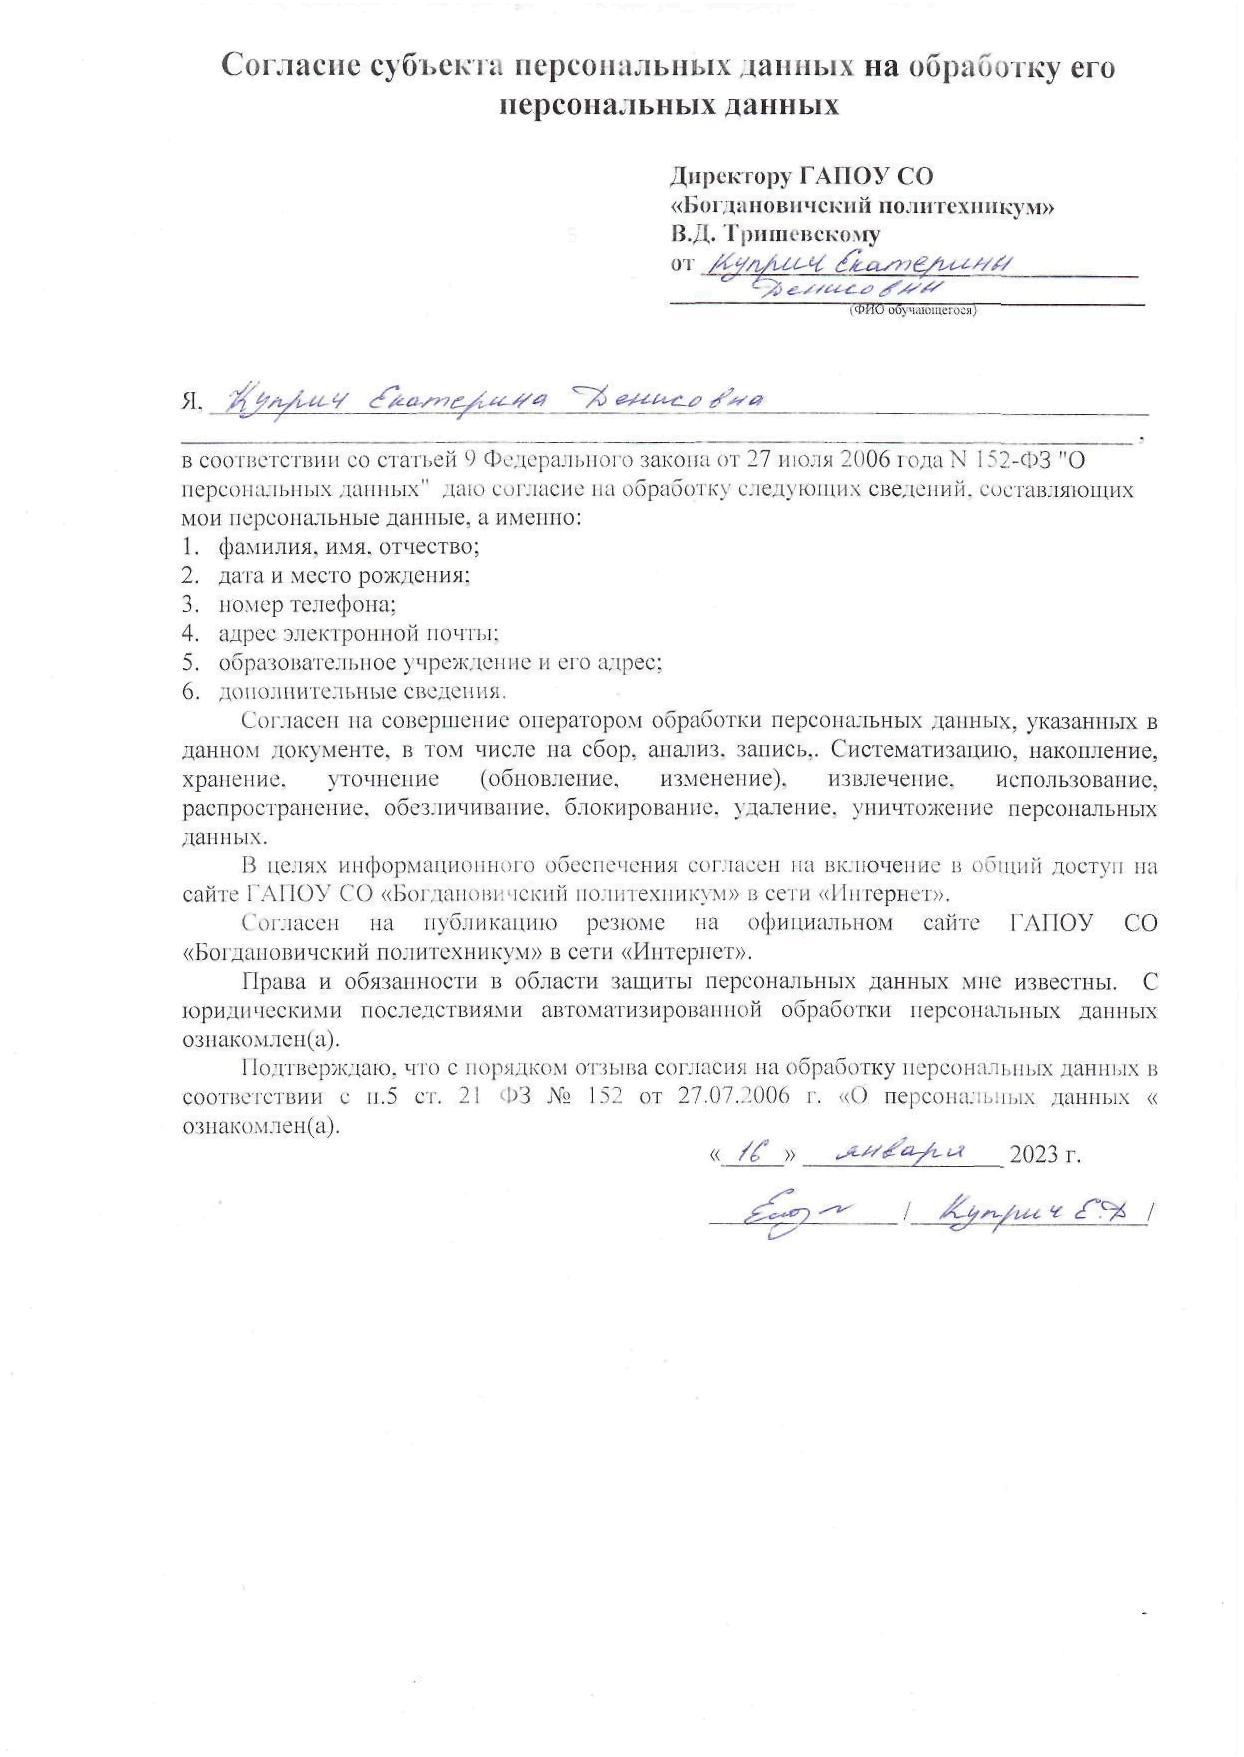 Согласие субъекта персональных данных на обработку его
персональных данных
Директору ГАПОУ СО
«Богдановичский политехникум»
В.Д. Тришевскому
от Куприч Екатерины
Денисовны
(ФИО обучающегося)
Я, Куприч Екатерина Денисовна
,
в соответствии со статьей 9 Федерального закона от 27 июля 2006 года N 152-ФЗ "О
персональных данных" даю согласие на обработку следующих сведений, составляющих
мои персональные данные, а именно:
1. фамилия, имя, отчество;
2. дата и место рождения;
3. номер телефона;
4. адрес электронной почты;
5. образовательное учреждение и его адрес;
6. дополнительные сведения.
Согласен на совершение оператором обработки персональных данных, указанных в
данном документе, в том числе на сбор, анализ, запись,. Систематизацию, накопление,
хранение, уточнение (обновление, изменение), извлечение, использование,
распространение, обезличивание, блокирование, удаление, уничтожение персональных
данных.
В целях информационного обеспечения согласен на включение в общий доступ на
сайте ГАПОУ СО «Богдановичский политехникум» в сети «Интернет».
Согласен на публикацию резюме на официальном сайте ГАПОУ СО
«Богдановичский политехникум» в сети «Интернет».
Права и обязанности в области защиты персональных данных мне известны. С
юридическими последствиями автоматизированной обработки персональных данных
ознакомлен(а).
Подтверждаю, что с порядком отзыва согласия на обработку персональных данных в
соответствии с п.5 ст. 21 ФЗ № 152 от 27.07.2006 г. «О персональных данных «
ознакомлен(а).
«16» января 2023 г.
/ Куприч Е.Д /